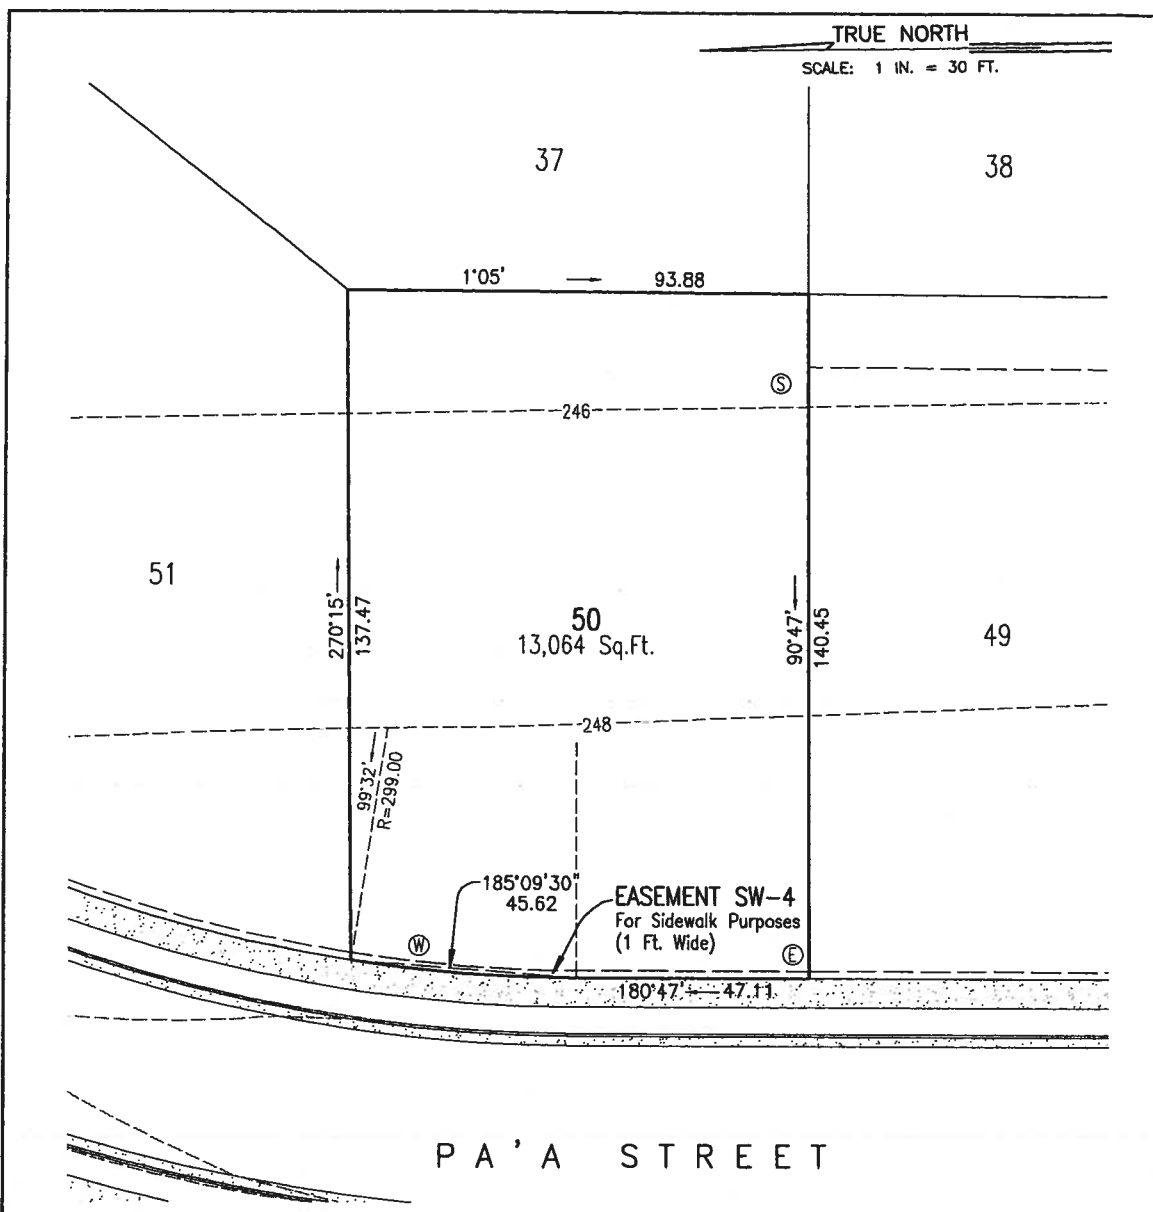 TRUE NORTH
SCALE: 1 IN. = 30 FT.
37
38
1°05' 93.88
S
246
51
270°15'
137.47
50
13,064 Sq.Ft.
90°47'
140.45
49
248
99°32'
R=299.00
185°09'30"
45.62
EASEMENT SW-4
For Sidewalk Purposes
(1 Ft. Wide)
W
E
180°47' 47.11
PA'A STREET